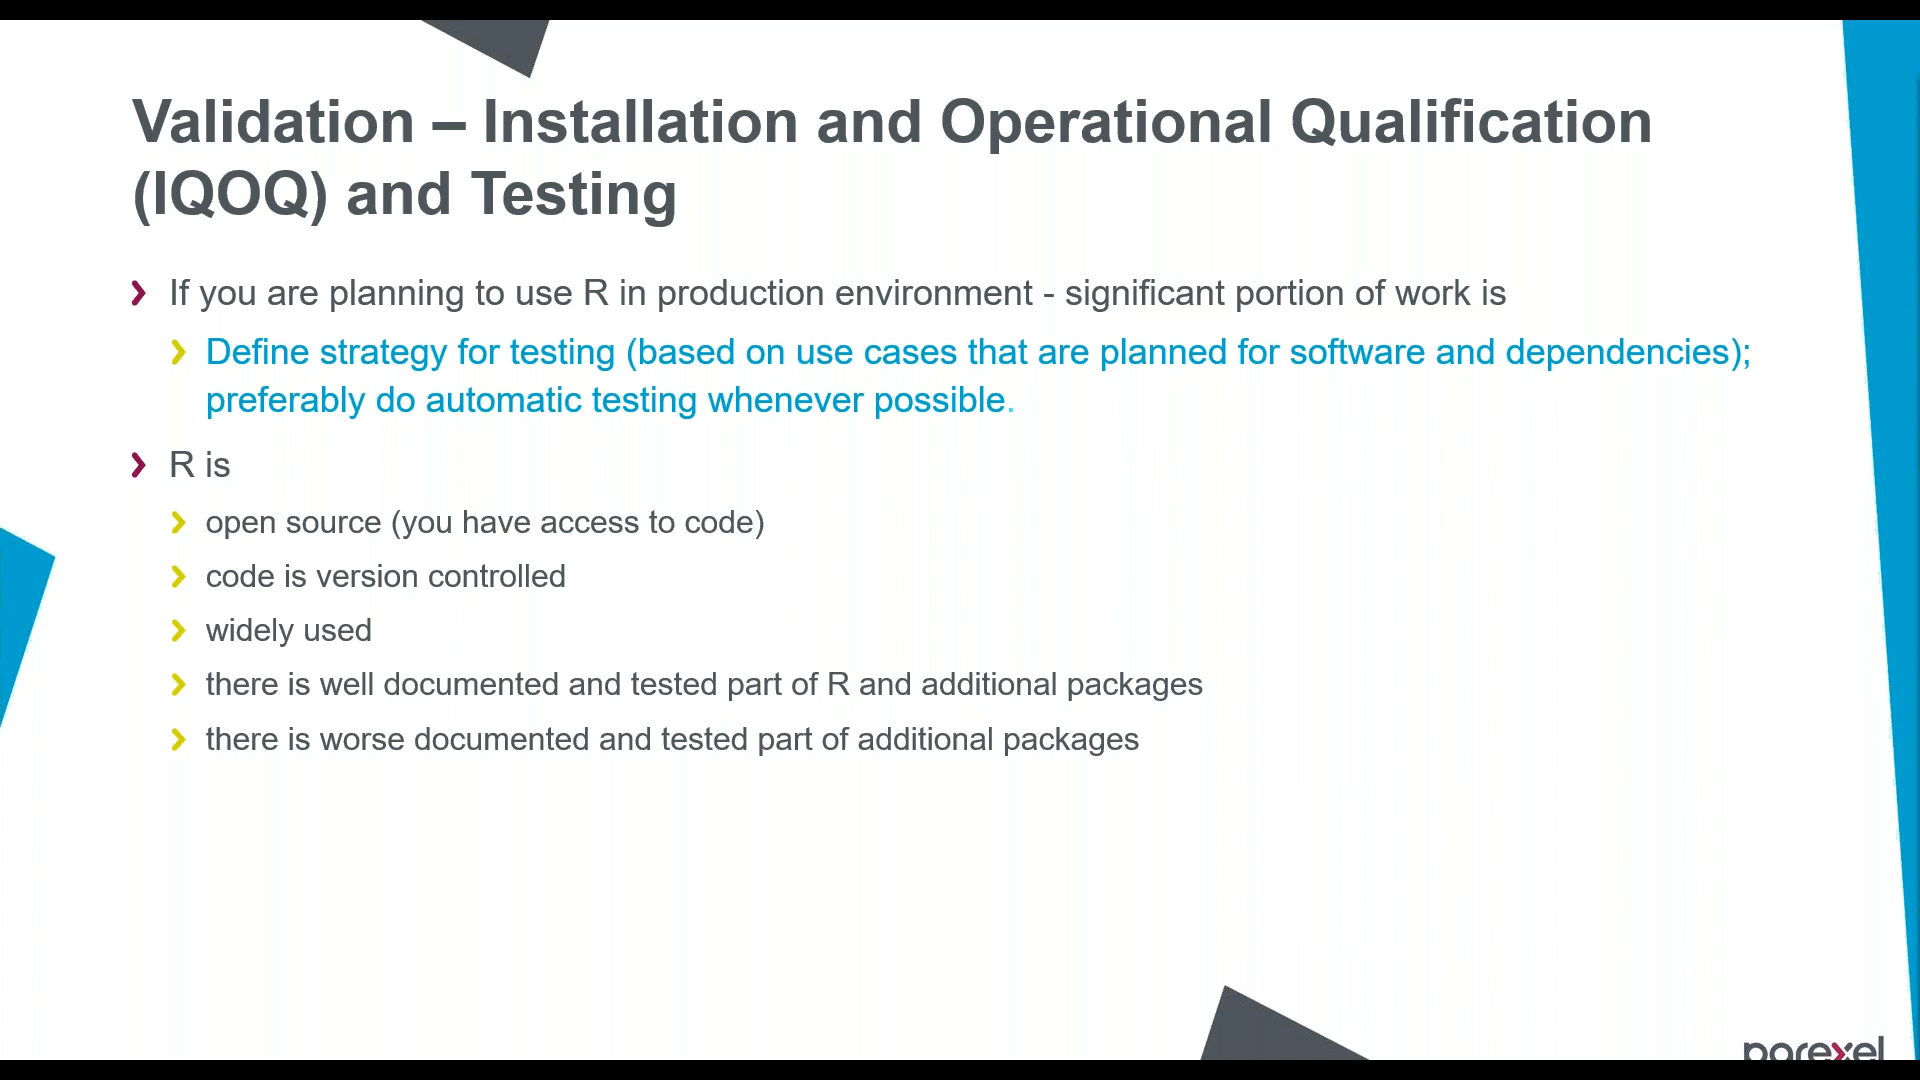 Validation – Installation and Operational Qualification
(IQOQ) and Testing
If you are planning to use R in production environment - significant portion of work is
Define strategy for testing (based on use cases that are planned for software and dependencies);
preferably do automatic testing whenever possible.
R is
open source (you have access to code)
code is version controlled
widely used
there is well documented and tested part of R and additional packages
there is worse documented and tested part of additional packages
parexel